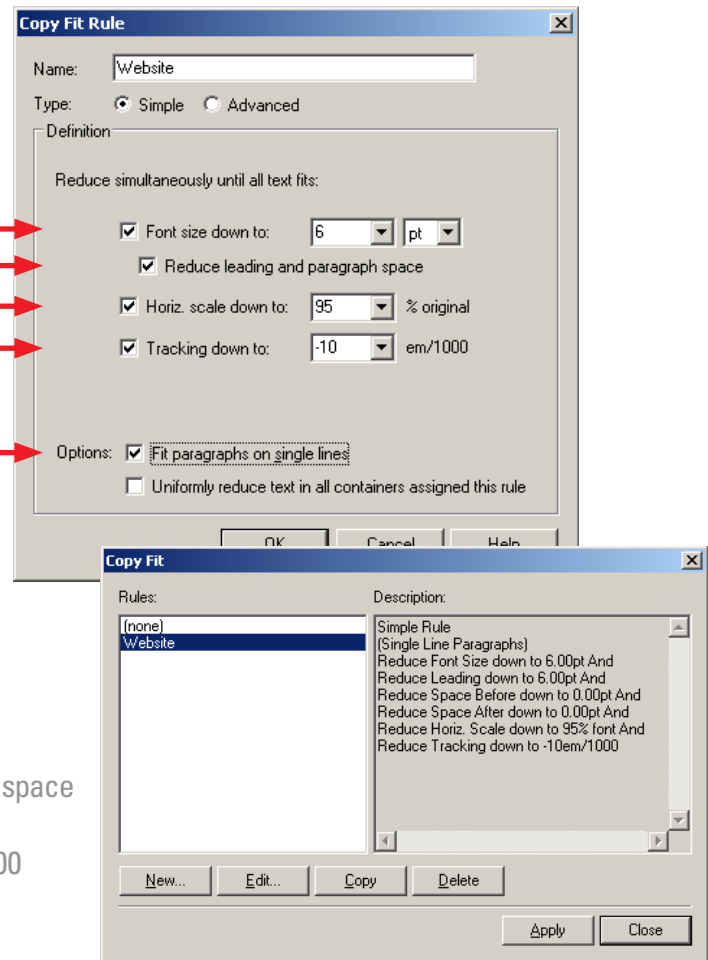 Copy Fit Rule
Name: Website
Type: Simple Advanced
Definition
Reduce simultaneously until all text fits:
Font size down to: 6 pt
Reduce leading and paragraph space
Horiz. scale down to: 95 % original
Tracking down to: -10 em/1000
Options: Fit paragraphs on single lines
Uniformly reduce text in all containers assigned this rule
OK Cancel Help
Copy Fit
Rules:
(none)
Website
Description:
Simple Rule
(Single Line Paragraphs)
Reduce Font Size down to 6.00pt And
Reduce Leading down to 6.00pt And
Reduce Space Before down to 0.00pt And
Reduce Space After down to 0.00pt And
Reduce Horiz. Scale down to 95% font And
Reduce Tracking down to -10em/1000
space
00
New... Edit... Copy Delete
Apply Close